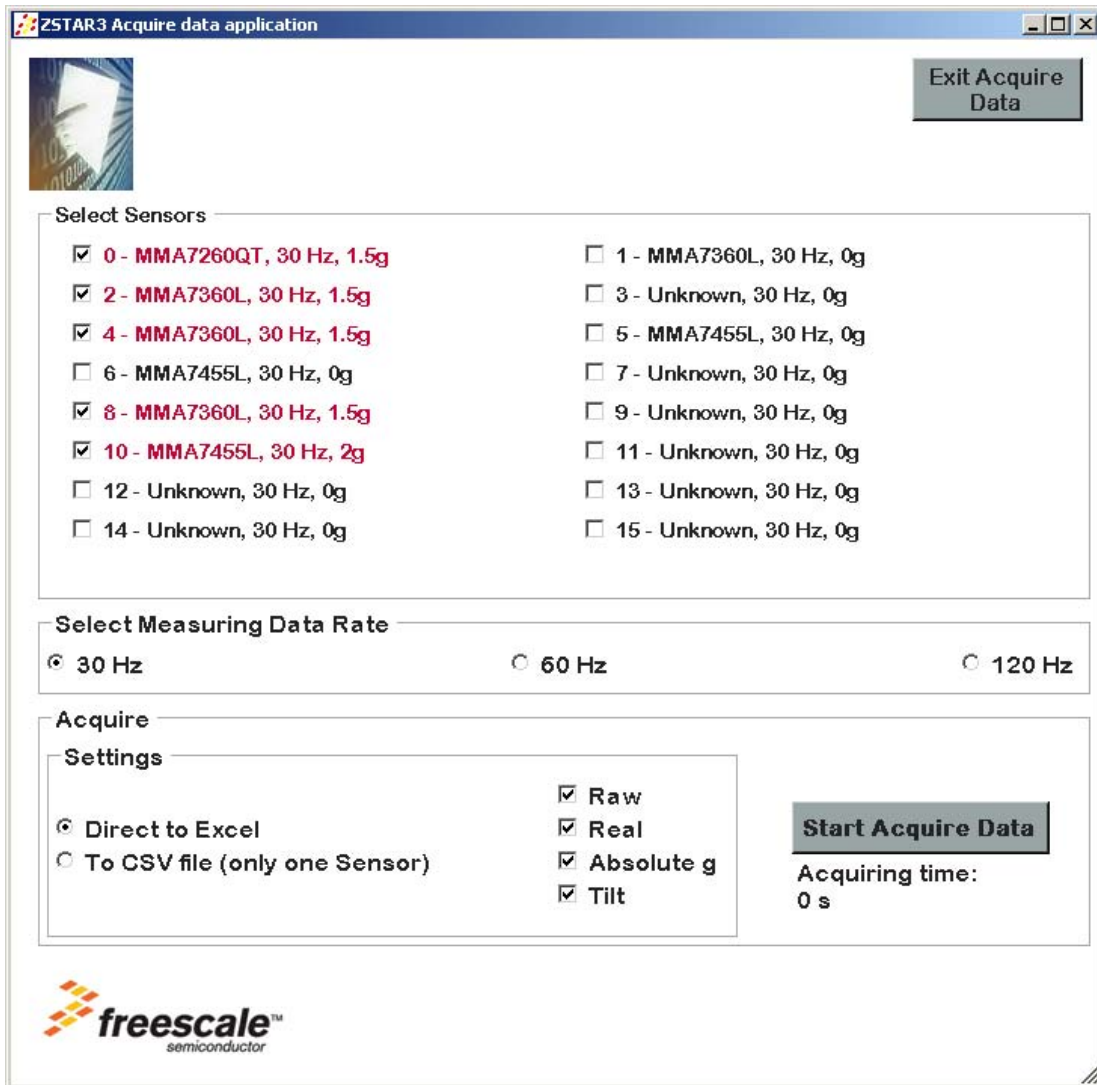 ZSTAR3 Acquire data application
Exit Acquire
Data
Select Sensors
0 - MMA7260QT, 30 Hz, 1.5g
1 - MMA7360L, 30 Hz, 0g
2 - MMA7360L, 30 Hz, 1.5g
3 - Unknown, 30 Hz, 0g
4 - MMA7360L, 30 Hz, 1.5g
5 - MMA7455L, 30 Hz, 0g
6 - MMA7455L, 30 Hz, 0g
7 - Unknown, 30 Hz, 0g
8 - MMA7360L, 30 Hz, 1.5g
9 - Unknown, 30 Hz, 0g
10 - MMA7455L, 30 Hz, 2g
11 - Unknown, 30 Hz, 0g
12 - Unknown, 30 Hz, 0g
13 - Unknown, 30 Hz, 0g
14 - Unknown, 30 Hz, 0g
15 - Unknown, 30 Hz, 0g
Select Measuring Data Rate
30 Hz
60 Hz
120 Hz
Acquire
Settings
Direct to Excel
To CSV file (only one Sensor)
Raw
Real
Absolute g
Tilt
Start Acquire Data
Acquiring time:
0 s
freescale™
semiconductor